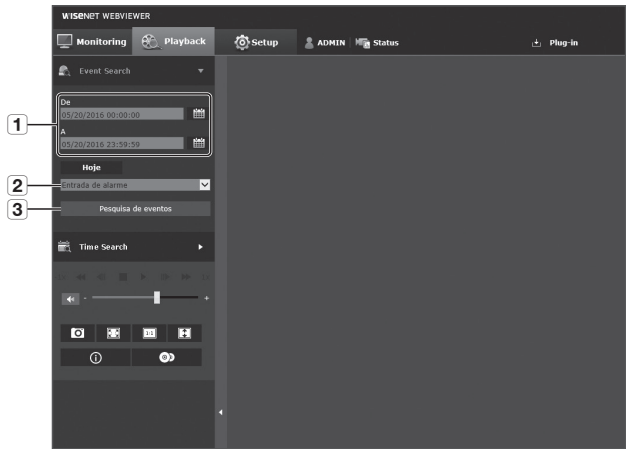 WISENET WEBVIEWER
Monitoring
Playback
Setup
ADMIN
Status
Plug-in
Event Search
De
05/20/2016 00:00:00
1
A
05/20/2016 23:59:59
Hoje
2
Entrada de alarme
3
Pesquisa de eventos
Time Search
- +
1:1